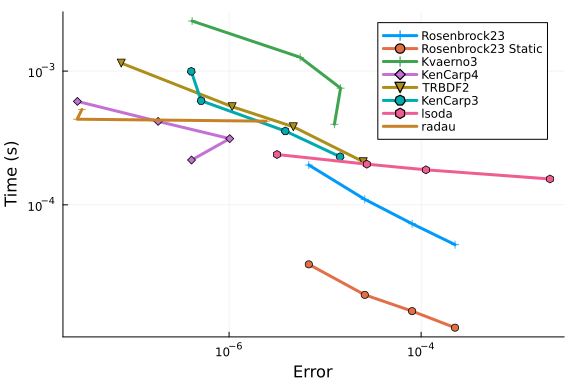 Rosenbrock23
Rosenbrock23 Static
Kvaerno3
KenCarp4
TRBDF2
KenCarp3
lsoda
radau
10⁻³
10⁻⁴
Time (s)
10⁻⁶
10⁻⁴
Error